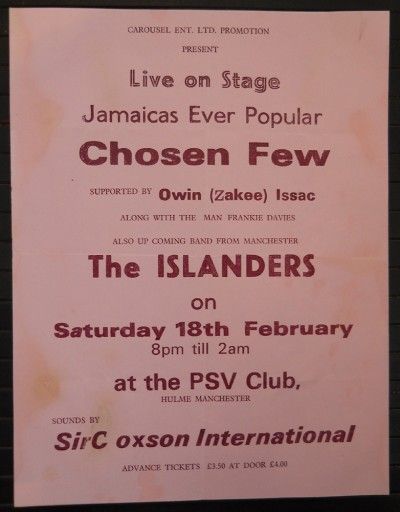 CAROUSEL ENT. LTD. PROMOTION
PRESENT
Live on Stage
Jamaicas Ever Popular
Chosen Few
SUPPORTED BY Owin (Zakee) Issac
ALONG WITH THE MAN FRANKIE DAVIES
ALSO UP COMING BAND FROM MANCHESTER
The ISLANDERS
on
Saturday 18th February
8pm till 2am
at the PSV Club,
HULME MANCHESTER
SOUNDS BY
SirC oxson International
ADVANCE TICKETS £3.50 AT DOOR £4.00